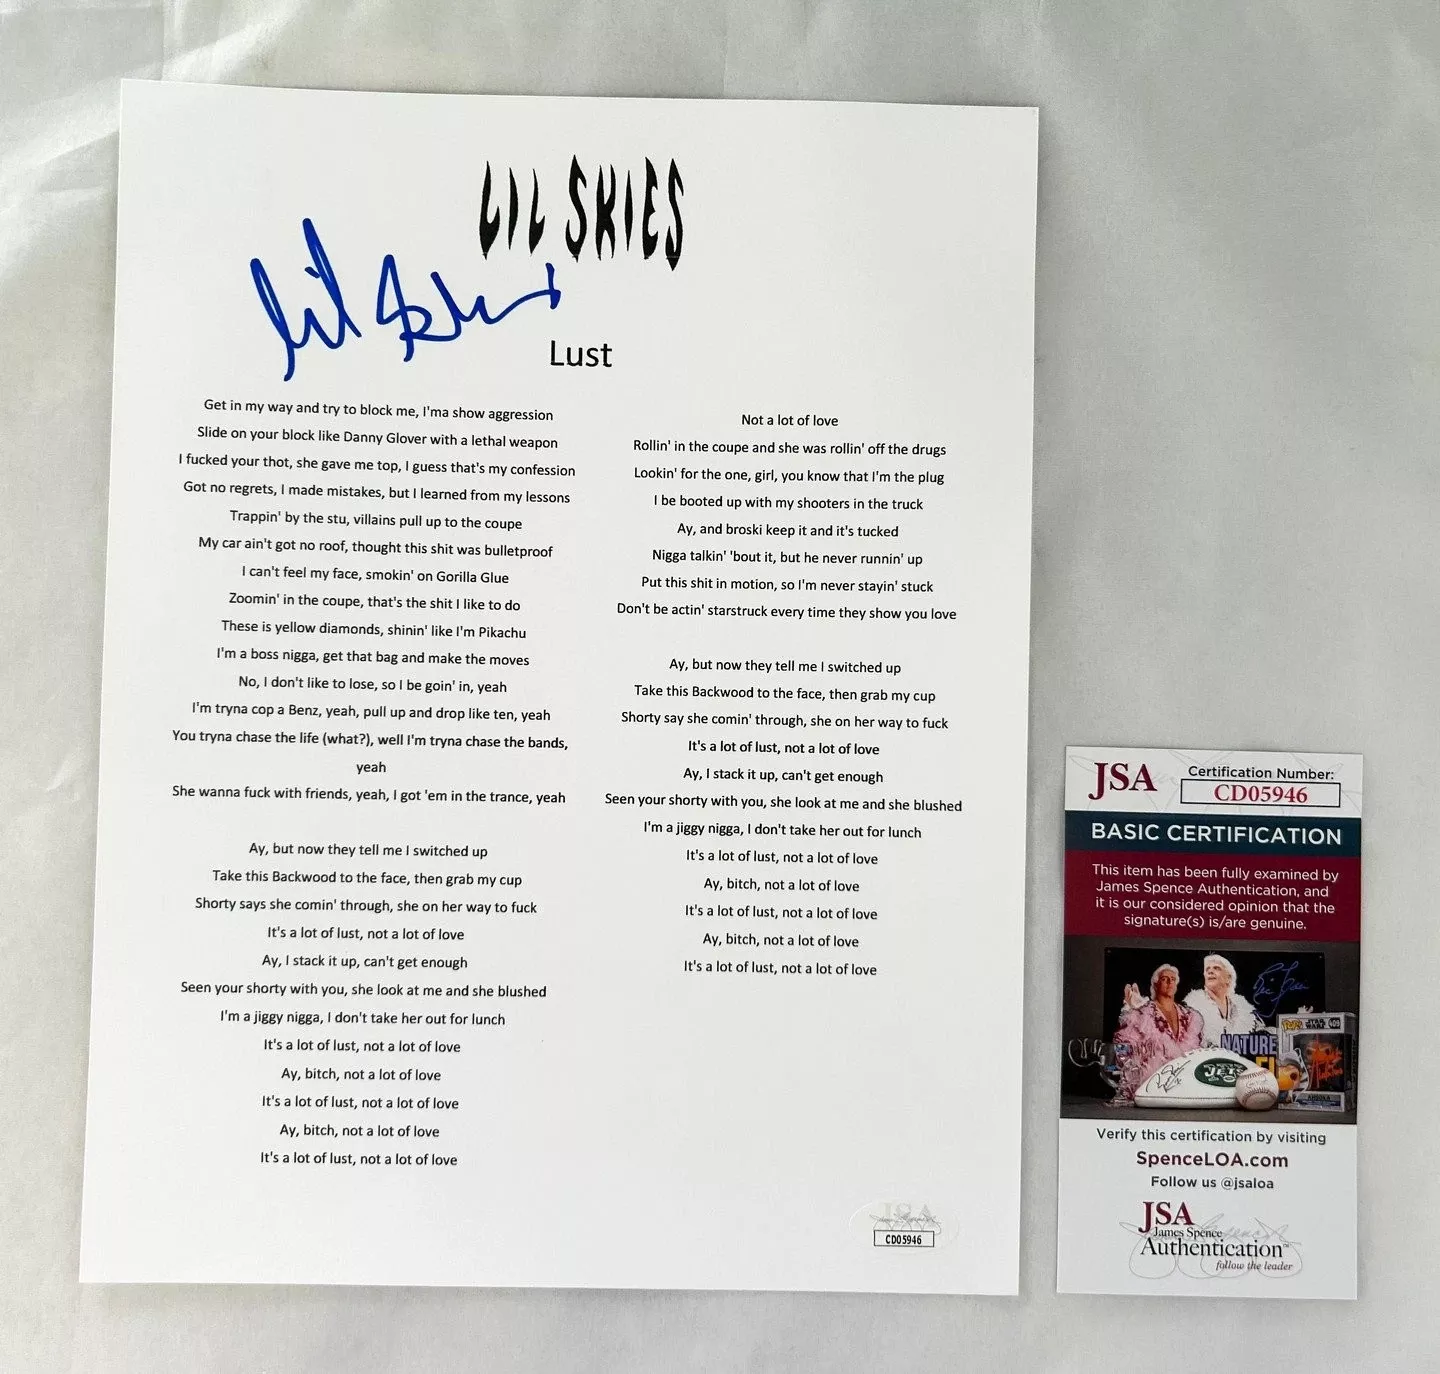 LIL SKIES
Lil Skies
Lust
Get in my way and try to block me, I'ma show aggression
Slide on your block like Danny Glover with a lethal weapon
I fucked your thot, she gave me top, I guess that's my confession
Got no regrets, I made mistakes, but I learned from my lessons
Trappin' by the stu, villains pull up to the coupe
My car ain't got no roof, thought this shit was bulletproof
I can't feel my face, smokin' on Gorilla Glue
Zoomin' in the coupe, that's the shit I like to do
These is yellow diamonds, shinin' like I'm Pikachu
I'm a boss nigga, get that bag and make the moves
No, I don't like to lose, so I be goin' in, yeah
I'm tryna cop a Benz, yeah, pull up and drop like ten, yeah
You tryna chase the life (what?), well I'm tryna chase the bands,
yeah
She wanna fuck with friends, yeah, I got 'em in the trance, yeah
Ay, but now they tell me I switched up
Take this Backwood to the face, then grab my cup
Shorty says she comin' through, she on her way to fuck
It's a lot of lust, not a lot of love
Ay, I stack it up, can't get enough
Seen your shorty with you, she look at me and she blushed
I'm a jiggy nigga, I don't take her out for lunch
It's a lot of lust, not a lot of love
Ay, bitch, not a lot of love
It's a lot of lust, not a lot of love
Ay, bitch, not a lot of love
It's a lot of lust, not a lot of love
Not a lot of love
Rollin' in the coupe and she was rollin' off the drugs
Lookin' for the one, girl, you know that I'm the plug
I be booted up with my shooters in the truck
Ay, and broski keep it and it's tucked
Nigga talkin' 'bout it, but he never runnin' up
Put this shit in motion, so I'm never stayin' stuck
Don't be actin' starstruck every time they show you love
Ay, but now they tell me I switched up
Take this Backwood to the face, then grab my cup
Shorty say she comin' through, she on her way to fuck
It's a lot of lust, not a lot of love
Ay, I stack it up, can't get enough
Seen your shorty with you, she look at me and she blushed
I'm a jiggy nigga, I don't take her out for lunch
It's a lot of lust, not a lot of love
Ay, bitch, not a lot of love
It's a lot of lust, not a lot of love
Ay, bitch, not a lot of love
It's a lot of lust, not a lot of love
JSA
CD05946
JSA
Certification Number:
CD05946
BASIC CERTIFICATION
This item has been fully examined by
James Spence Authentication, and
it is our considered opinion that the
signature(s) is/are genuine.
Ric Flair
NATURE
JETS
POP!
STAR WARS
409
AHSOKA
Verify this certification by visiting
SpenceLOA.com
Follow us @jsaloa
JSA
James Spence
Authentication™
follow the leader